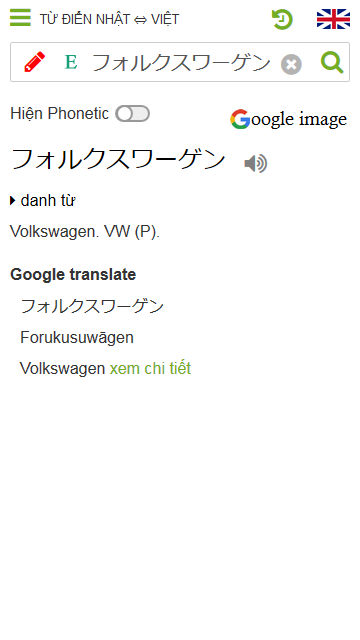 TỪ ĐIỂN NHẬT ⇔ VIỆT
E フォルクスワーゲン
Hiện Phonetic
Google image
フォルクスワーゲン
danh từ
Volkswagen. VW (P).
Google translate
フォルクスワーゲン
Forukusuwāgen
Volkswagen xem chi tiết